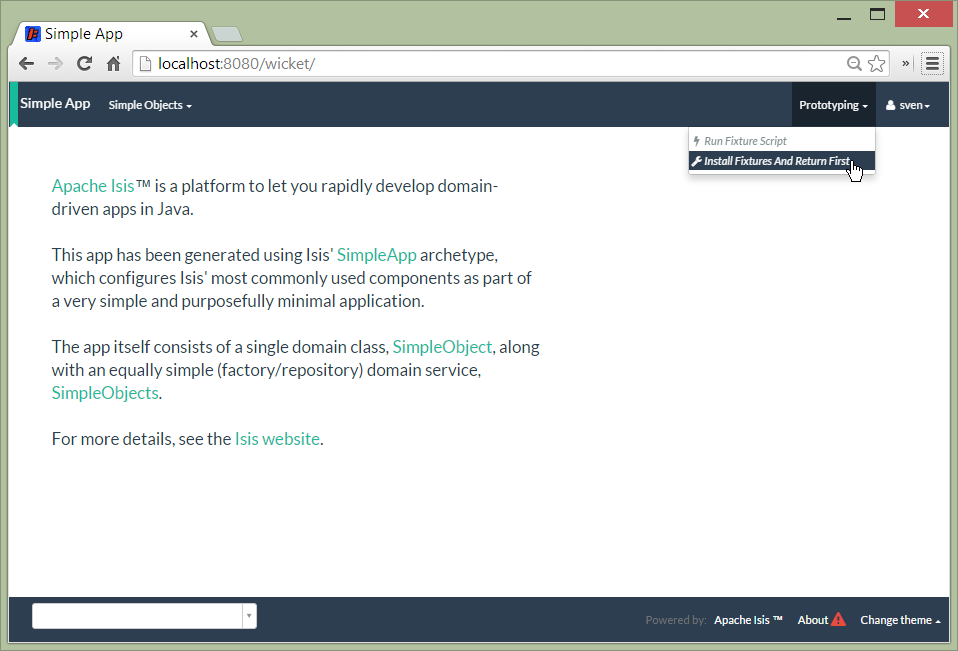 Simple App
localhost:8080/wicket/
Simple App Simple Objects Prototyping sven
Run Fixture Script
Install Fixtures And Return First
Apache Isis™ is a platform to let you rapidly develop domain-
driven apps in Java.
This app has been generated using Isis' SimpleApp archetype,
which configures Isis' most commonly used components as part of
a very simple and purposefully minimal application.
The app itself consists of a single domain class, SimpleObject, along
with an equally simple (factory/repository) domain service,
SimpleObjects.
For more details, see the Isis website.
Powered by: Apache Isis ™ About Change theme